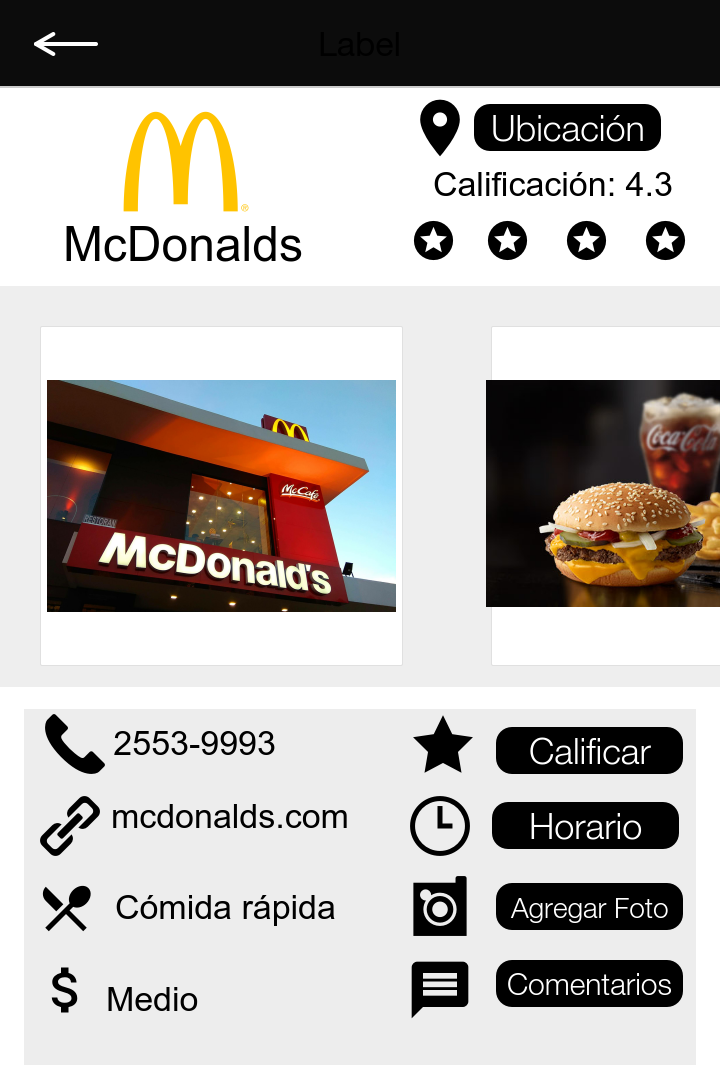 Label
Ubicación
Calificación: 4.3
®
McDonalds
McCafé
RESTORAN
McDonald's
Coca-Cola
2553-9993
Calificar
mcdonalds.com
Horario
Cómida rápida
Agregar Foto
$
Medio
Comentarios